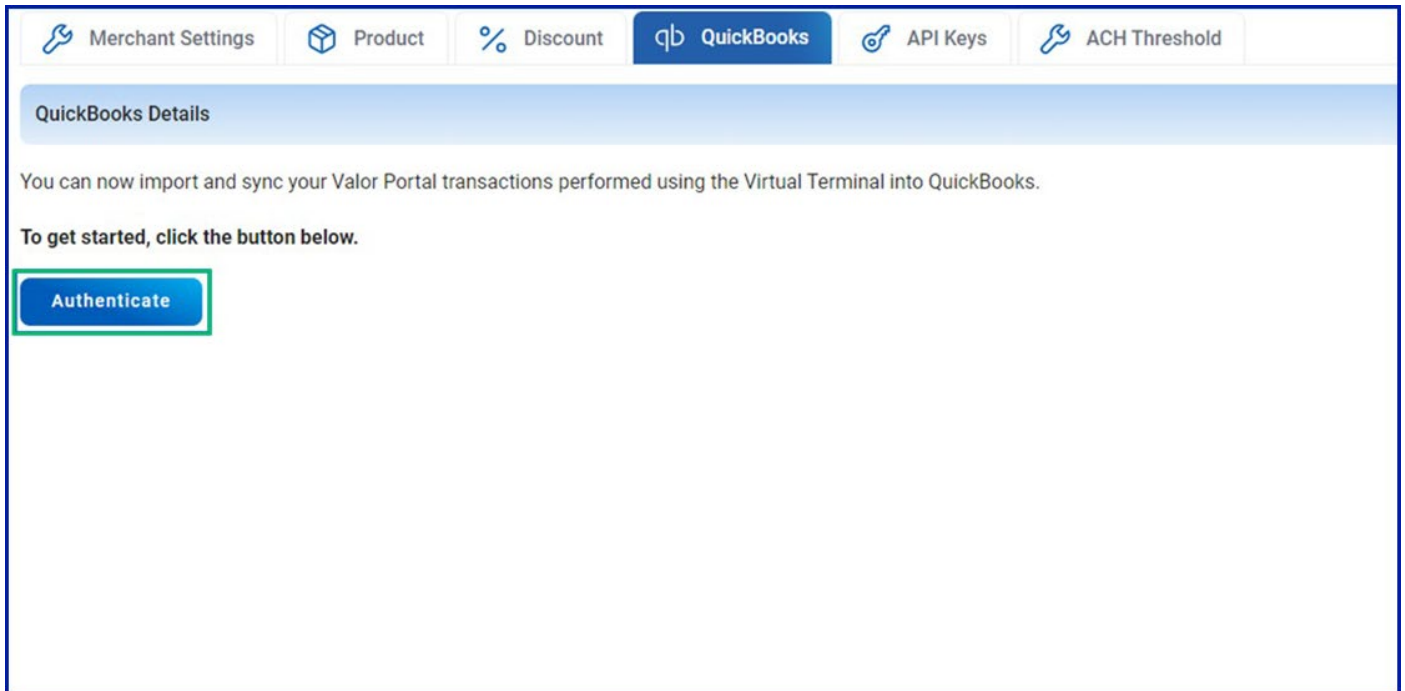 Merchant Settings Product Discount qb QuickBooks API Keys ACH Threshold
QuickBooks Details
You can now import and sync your Valor Portal transactions performed using the Virtual Terminal into QuickBooks.
To get started, click the button below.
Authenticate